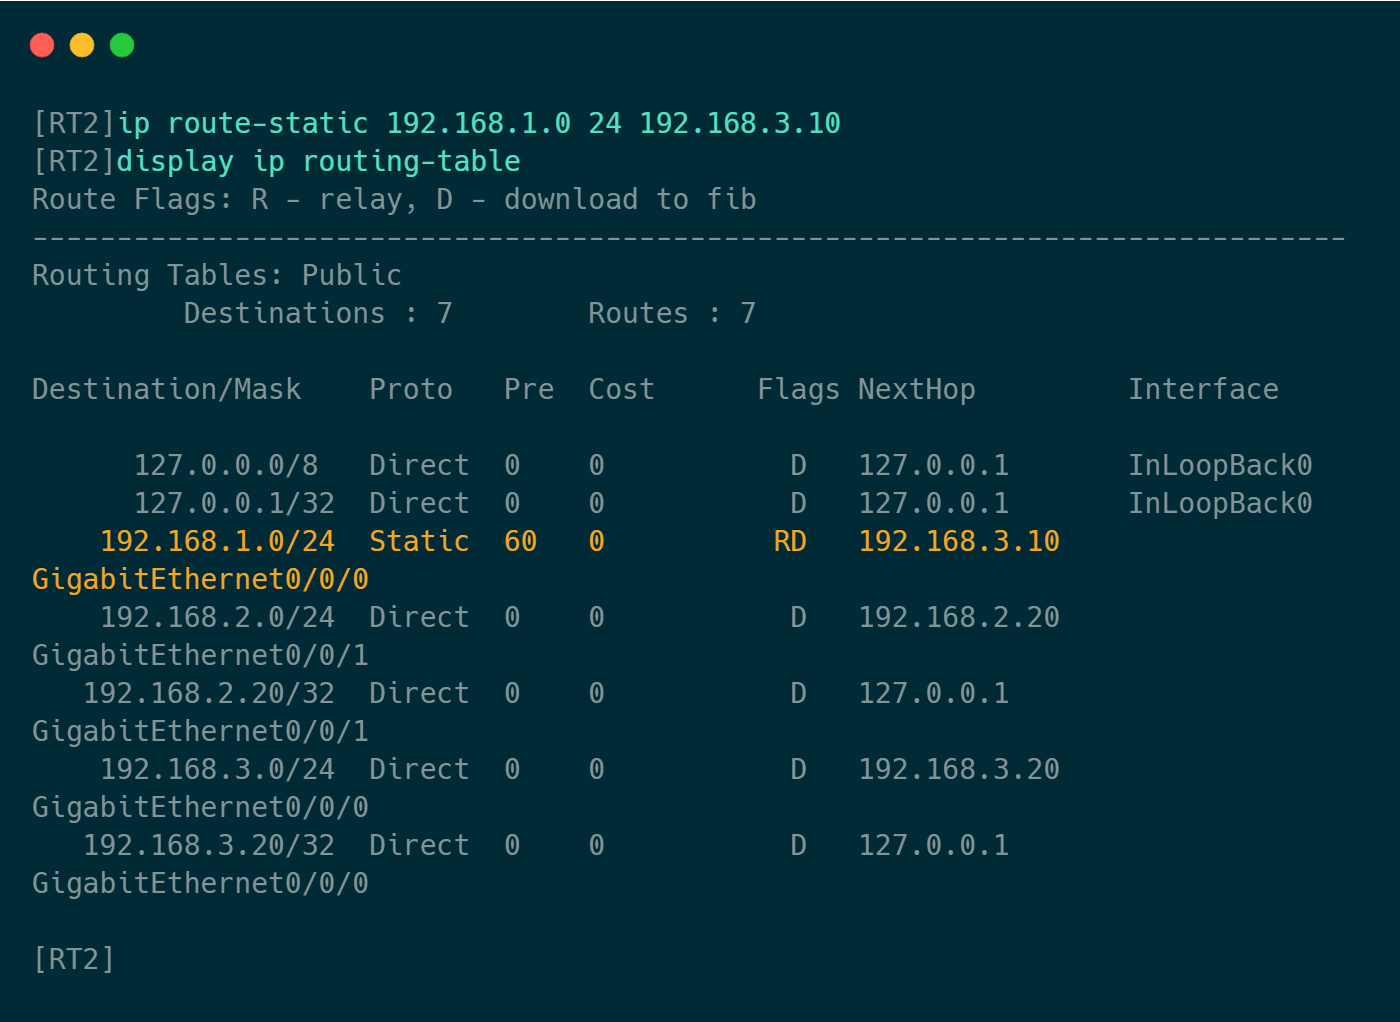 [RT2]ip route-static 192.168.1.0 24 192.168.3.10
[RT2]display ip routing-table
Route Flags: R - relay, D - download to fib
------------------------------------------------------------------------------
Routing Tables: Public
         Destinations : 7        Routes : 7

Destination/Mask    Proto   Pre  Cost      Flags NextHop         Interface

      127.0.0.0/8   Direct  0    0           D   127.0.0.1       InLoopBack0
      127.0.0.1/32  Direct  0    0           D   127.0.0.1       InLoopBack0
    192.168.1.0/24  Static  60   0          RD   192.168.3.10
GigabitEthernet0/0/0
    192.168.2.0/24  Direct  0    0           D   192.168.2.20
GigabitEthernet0/0/1
   192.168.2.20/32  Direct  0    0           D   127.0.0.1
GigabitEthernet0/0/1
    192.168.3.0/24  Direct  0    0           D   192.168.3.20
GigabitEthernet0/0/0
   192.168.3.20/32  Direct  0    0           D   127.0.0.1
GigabitEthernet0/0/0

[RT2]